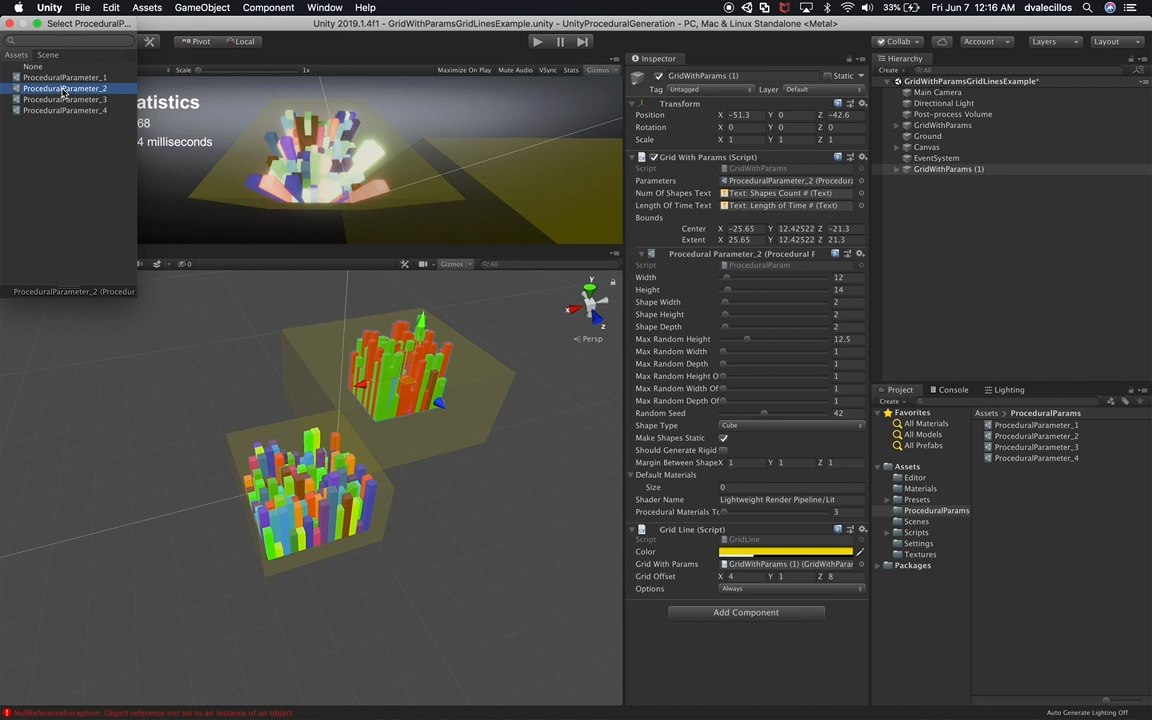 Unity File Edit Assets GameObject Component Window Help 33% Fri Jun 7 12:16 AM dvalecillos
Select ProceduralP... Unity 2019.1.4f1 - GridWithParamsGridLinesExample.unity - UnityProceduralGeneration - PC, Mac & Linux Standalone <Metal>
Pivot Local Collab Account Layers Layout
Assets Scene
None
ProceduralParameter_1
ProceduralParameter_2
ProceduralParameter_3
ProceduralParameter_4
ProceduralParameter_2 (Procedur
Scale 1x Maximize On Play Mute Audio VSync Stats Gizmos
atistics
68
4 milliseconds
0 Gizmos All
y
x
z
Persp
Inspector
GridWithParams (1) Static
Tag Untagged Layer Default
Transform
Position X -51.3 Y 0 Z -42.6
Rotation X 0 Y 0 Z 0
Scale X 1 Y 1 Z 1
Grid With Params (Script)
Script GridWithParams
Parameters ProceduralParameter_2 (Procedura
Num Of Shapes Text Text: Shapes Count # (Text)
Length Of Time Text Text: Length of Time # (Text)
Bounds
Center X -25.65 Y 12.42522 Z -21.3
Extent X 25.65 Y 12.42522 Z 21.3
Procedural Parameter_2 (Procedural F
Script ProceduralParam
Width 12
Height 14
Shape Width 2
Shape Height 2
Shape Depth 2
Max Random Height 12.5
Max Random Width 1
Max Random Depth 1
Max Random Height O 1
Max Random Width Of 1
Max Random Depth Of 1
Random Seed 42
Shape Type Cube
Make Shapes Static
Should Generate Rigid
Margin Between Shape X 1 Y 1 Z 1
Default Materials
Size 0
Shader Name Lightweight Render Pipeline/Lit
Procedural Materials To 3
Grid Line (Script)
Script GridLine
Color
Grid With Params GridWithParams (1) (GridWithParar
Grid Offset X 4 Y 1 Z 8
Options Always
Add Component
Hierarchy
Create All
GridWithParamsGridLinesExample*
Main Camera
Directional Light
Post-process Volume
GridWithParams
Ground
Canvas
EventSystem
GridWithParams (1)
Project Console Lighting
Create
Favorites
All Materials
All Models
All Prefabs
Assets
Editor
Materials
Presets
ProceduralParams
Scenes
Scripts
Settings
Textures
Packages
Assets > ProceduralParams
ProceduralParameter_1
ProceduralParameter_2
ProceduralParameter_3
ProceduralParameter_4
NullReferenceException: Object reference not set to an instance of an object
Auto Generate Lighting Off